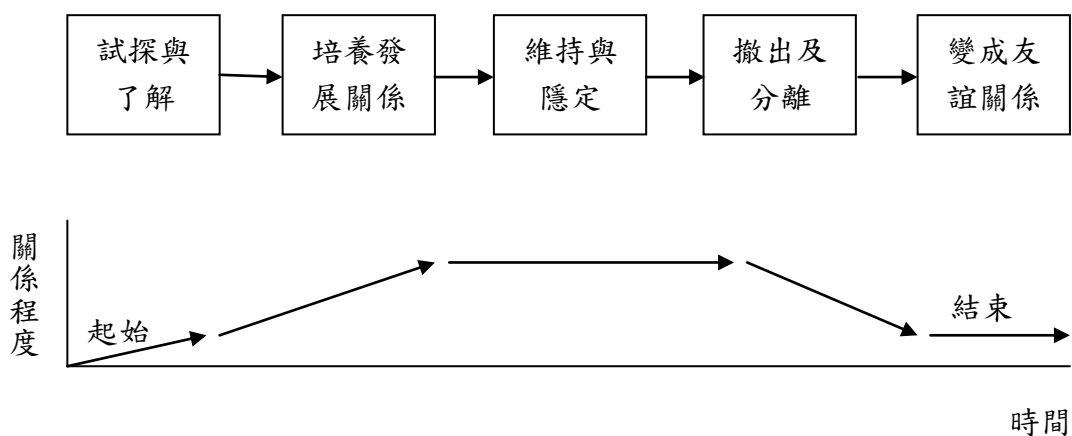 試探與
了解
培養發
展關係
維持與
隱定
撤出及
分離
變成友
誼關係
關係程度
起始
結束
時間